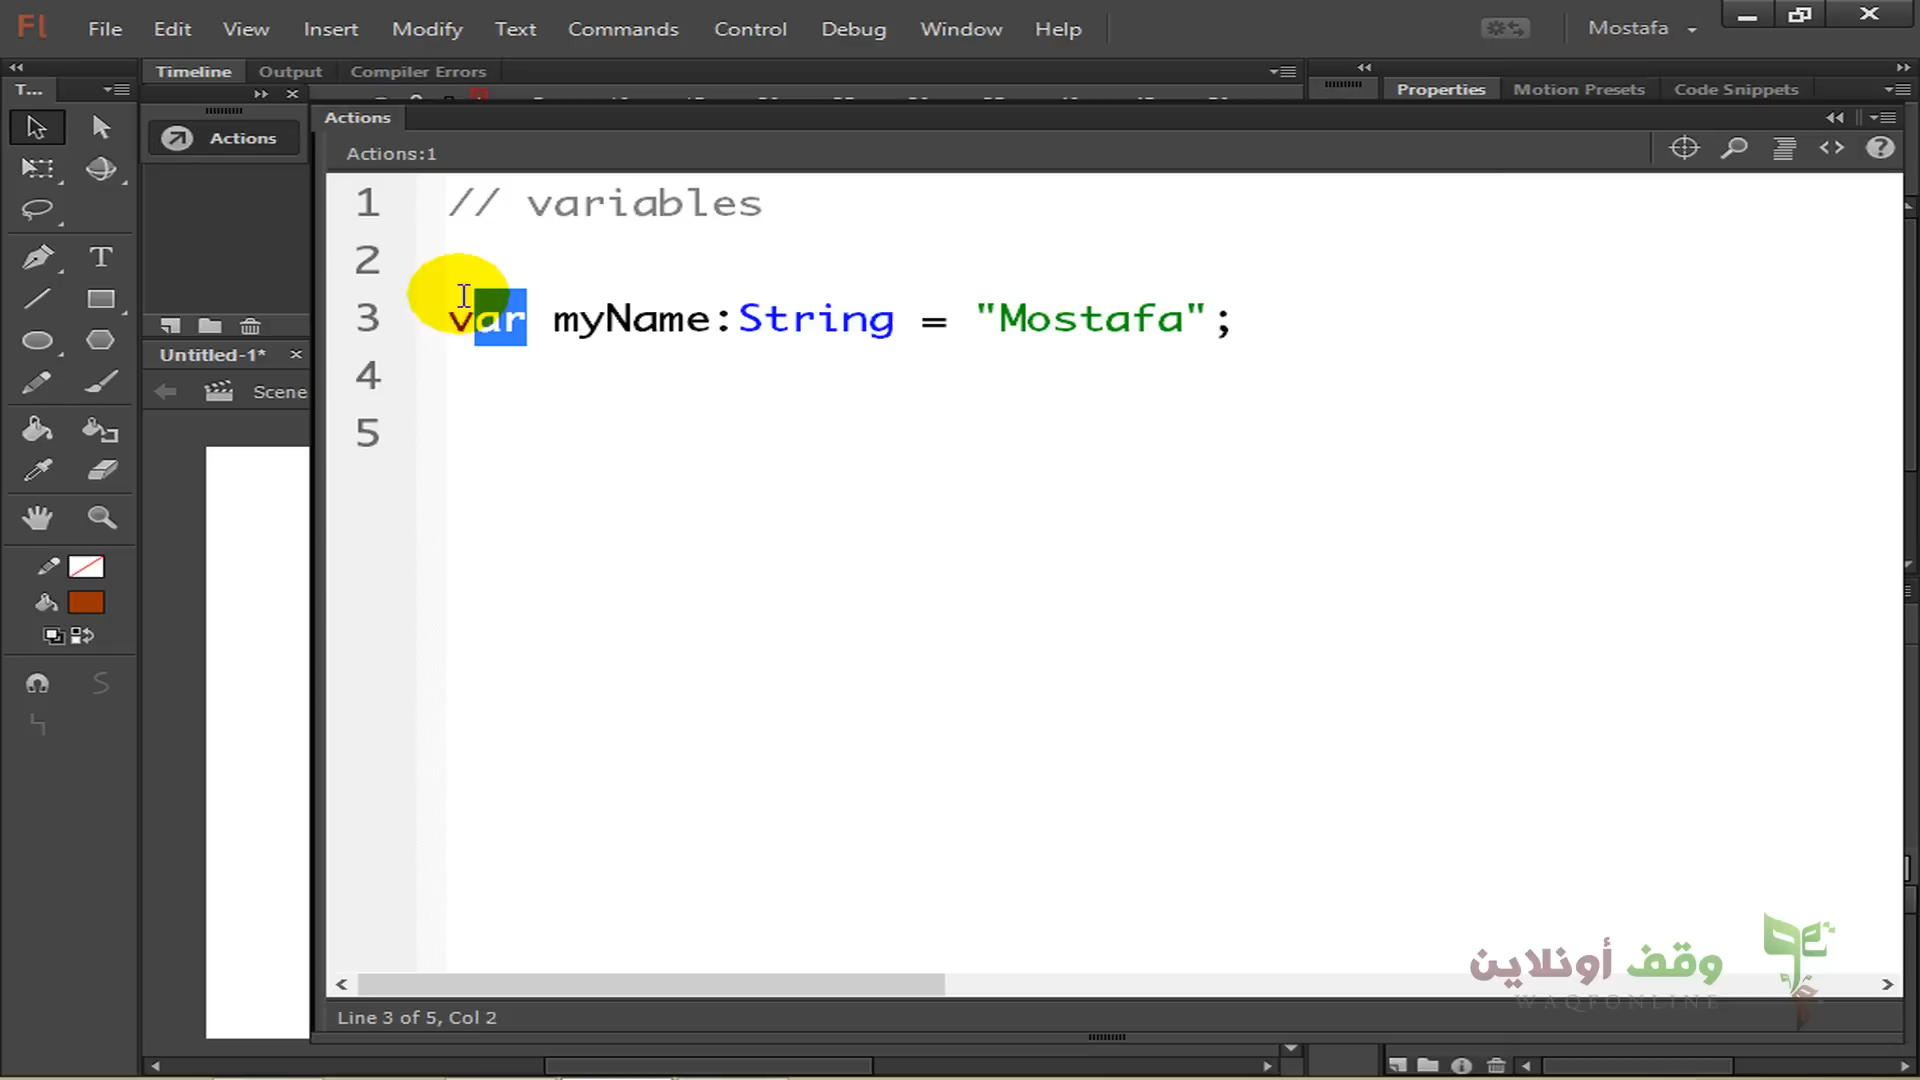 Fl File Edit View Insert Modify Text Commands Control Debug Window Help Mostafa
Timeline Output Compiler Errors
T... Properties Motion Presets Code Snippets
Actions
Actions
Actions:1
1 // variables
2
3 var myName:String = "Mostafa";
4
5
Untitled-1*
Scene
وقف أونلاين
WAQFONLINE
Line 3 of 5, Col 2